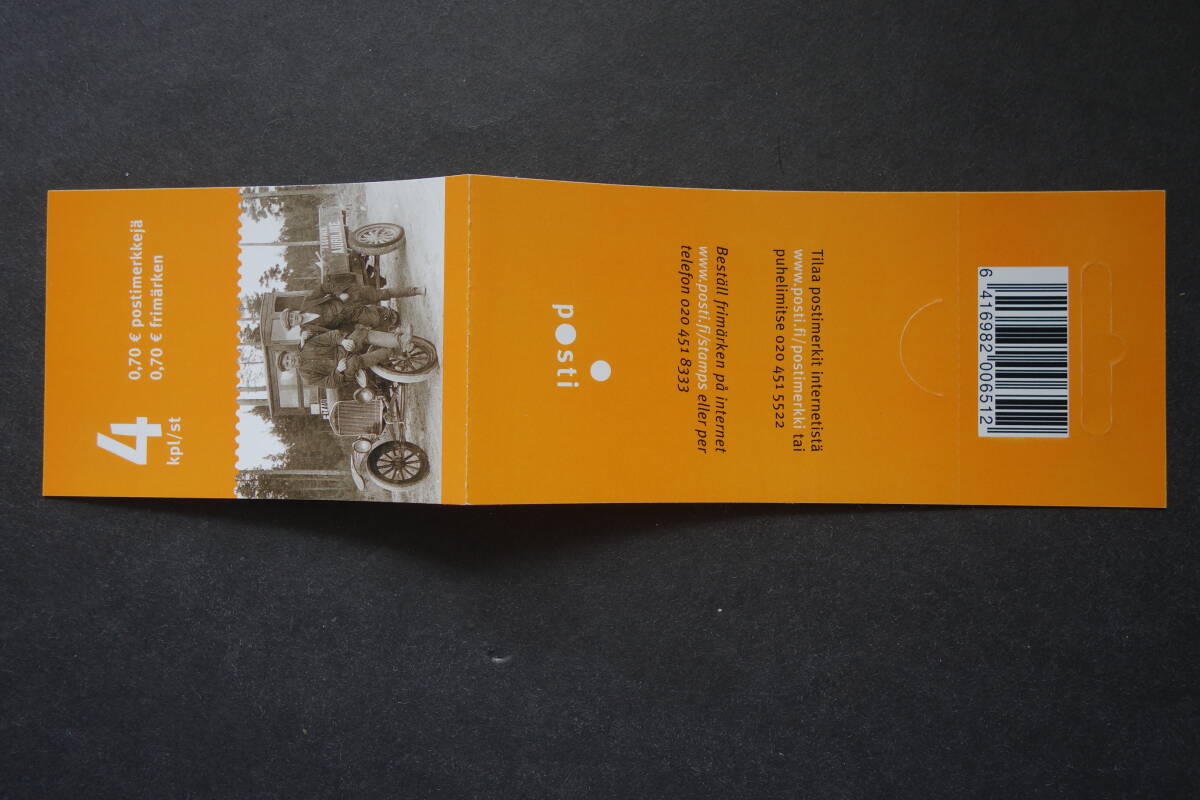 4
kpl/st
0,70 € postimerkkejä
0,70 € frimärken
posti
Beställ frimärken på internet
www.posti.fi/stamps eller per
telefon 020 451 8333
Tilaa postimerkit internetistä
www.posti.fi/postimerkki tai
puhelimitse 020 451 5522
6 416982 006512